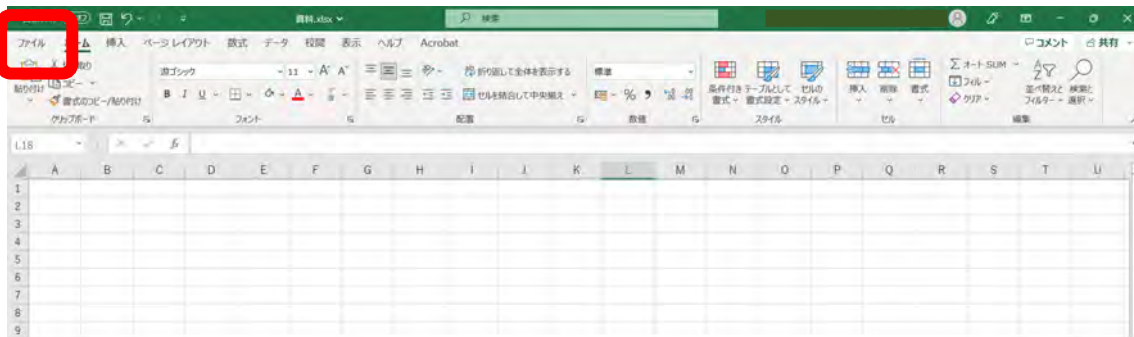 資料.xlsx
検索
ファイル ホーム 挿入 ページレイアウト 数式 データ 校閲 表示 ヘルプ Acrobat コメント 共有
貼り付け
コピー
書式のコピー/貼り付け
クリップボード
游ゴシック 11 A A
B I U A
フォント
折り返して全体を表示する
セルを結合して中央揃え
配置
標準
% 9
数値
条件付き書式 テーブルとして書式設定 セルのスタイル
スタイル
挿入 削除 書式
セル
Σ オート SUM
フィル
クリア
並べ替えと フィルター 検索と 選択
編集
L18 fx
A B C D E F G H I J K L M N O P Q R S T U
1
2
3
4
5
6
7
8
9